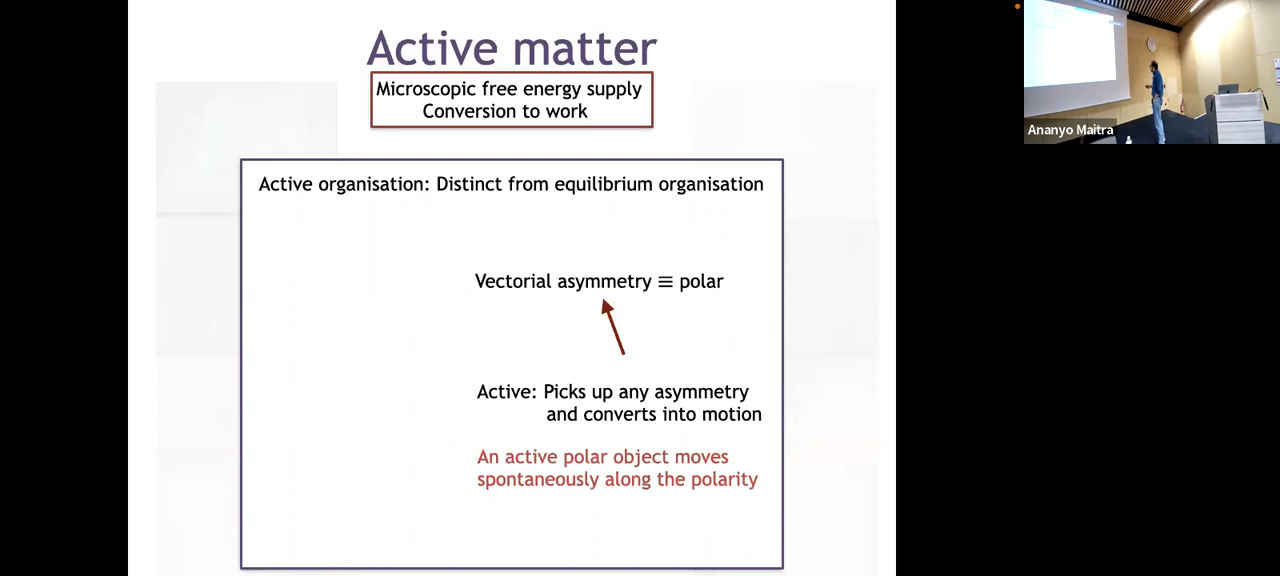 Active matter
Microscopic free energy supply
Conversion to work
Active organisation: Distinct from equilibrium organisation
Vectorial asymmetry ≡ polar
Active: Picks up any asymmetry
and converts into motion
An active polar object moves
spontaneously along the polarity
Ananyo Maitra